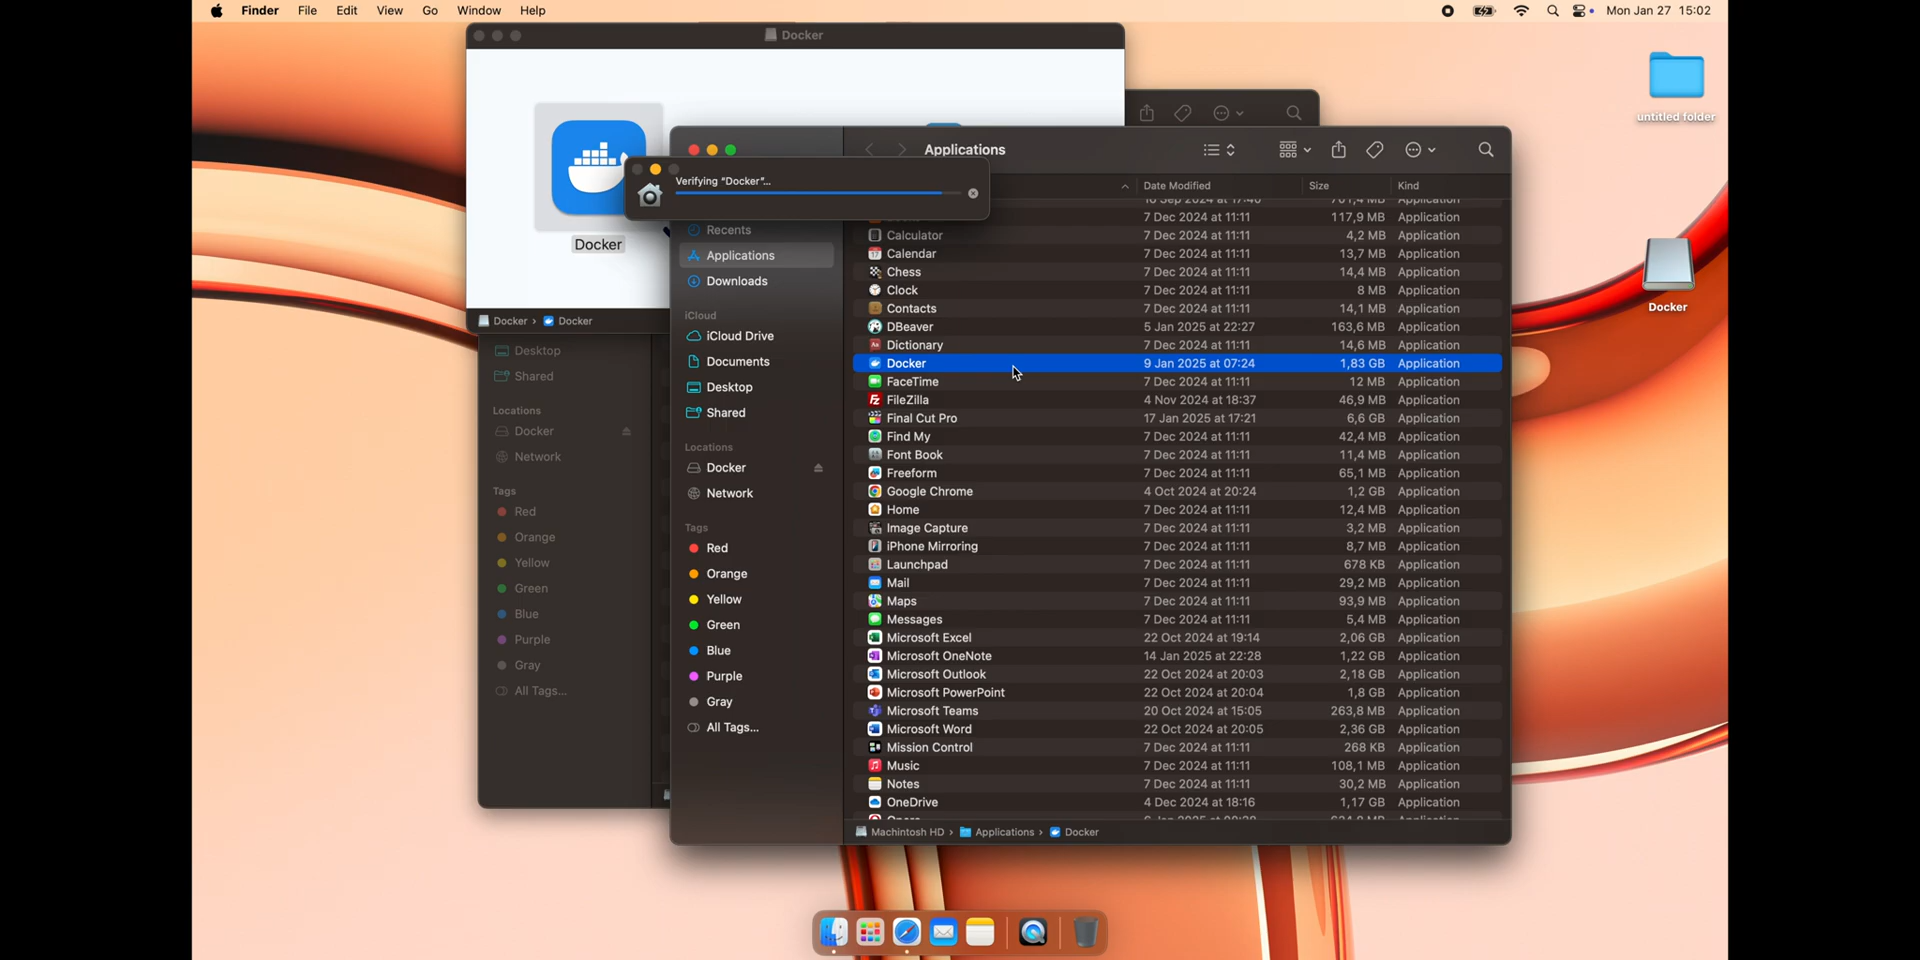 Finder File Edit View Go Window Help Mon Jan 27 15:02
Docker
untitled folder
Docker
Docker
Docker › Docker
Desktop
Shared
Locations
Docker
Network
Tags
Red
Orange
Yellow
Green
Blue
Purple
Gray
All Tags...
Verifying "Docker"...
Applications
Recents
Applications
Downloads
iCloud
iCloud Drive
Documents
Desktop
Shared
Locations
Docker
Network
Tags
Red
Orange
Yellow
Green
Blue
Purple
Gray
All Tags...
Date Modified Size Kind
7 Dec 2024 at 11:11 117,9 MB Application
Calculator 7 Dec 2024 at 11:11 4,2 MB Application
Calendar 7 Dec 2024 at 11:11 13,7 MB Application
Chess 7 Dec 2024 at 11:11 14,4 MB Application
Clock 7 Dec 2024 at 11:11 8 MB Application
Contacts 7 Dec 2024 at 11:11 14,1 MB Application
DBeaver 5 Jan 2025 at 22:27 163,6 MB Application
Dictionary 7 Dec 2024 at 11:11 14,6 MB Application
Docker 9 Jan 2025 at 07:24 1,83 GB Application
FaceTime 7 Dec 2024 at 11:11 12 MB Application
FileZilla 4 Nov 2024 at 18:37 46,9 MB Application
Final Cut Pro 17 Jan 2025 at 17:21 6,6 GB Application
Find My 7 Dec 2024 at 11:11 42,4 MB Application
Font Book 7 Dec 2024 at 11:11 11,4 MB Application
Freeform 7 Dec 2024 at 11:11 65,1 MB Application
Google Chrome 4 Oct 2024 at 20:24 1,2 GB Application
Home 7 Dec 2024 at 11:11 12,4 MB Application
Image Capture 7 Dec 2024 at 11:11 3,2 MB Application
iPhone Mirroring 7 Dec 2024 at 11:11 8,7 MB Application
Launchpad 7 Dec 2024 at 11:11 678 KB Application
Mail 7 Dec 2024 at 11:11 29,2 MB Application
Maps 7 Dec 2024 at 11:11 93,9 MB Application
Messages 7 Dec 2024 at 11:11 5,4 MB Application
Microsoft Excel 22 Oct 2024 at 19:14 2,06 GB Application
Microsoft OneNote 14 Jan 2025 at 22:28 1,22 GB Application
Microsoft Outlook 22 Oct 2024 at 20:03 2,18 GB Application
Microsoft PowerPoint 22 Oct 2024 at 20:04 1,8 GB Application
Microsoft Teams 20 Oct 2024 at 15:05 263,8 MB Application
Microsoft Word 22 Oct 2024 at 20:05 2,36 GB Application
Mission Control 7 Dec 2024 at 11:11 268 KB Application
Music 7 Dec 2024 at 11:11 108,1 MB Application
Notes 7 Dec 2024 at 11:11 30,2 MB Application
OneDrive 4 Dec 2024 at 18:16 1,17 GB Application
Machintosh HD › Applications › Docker